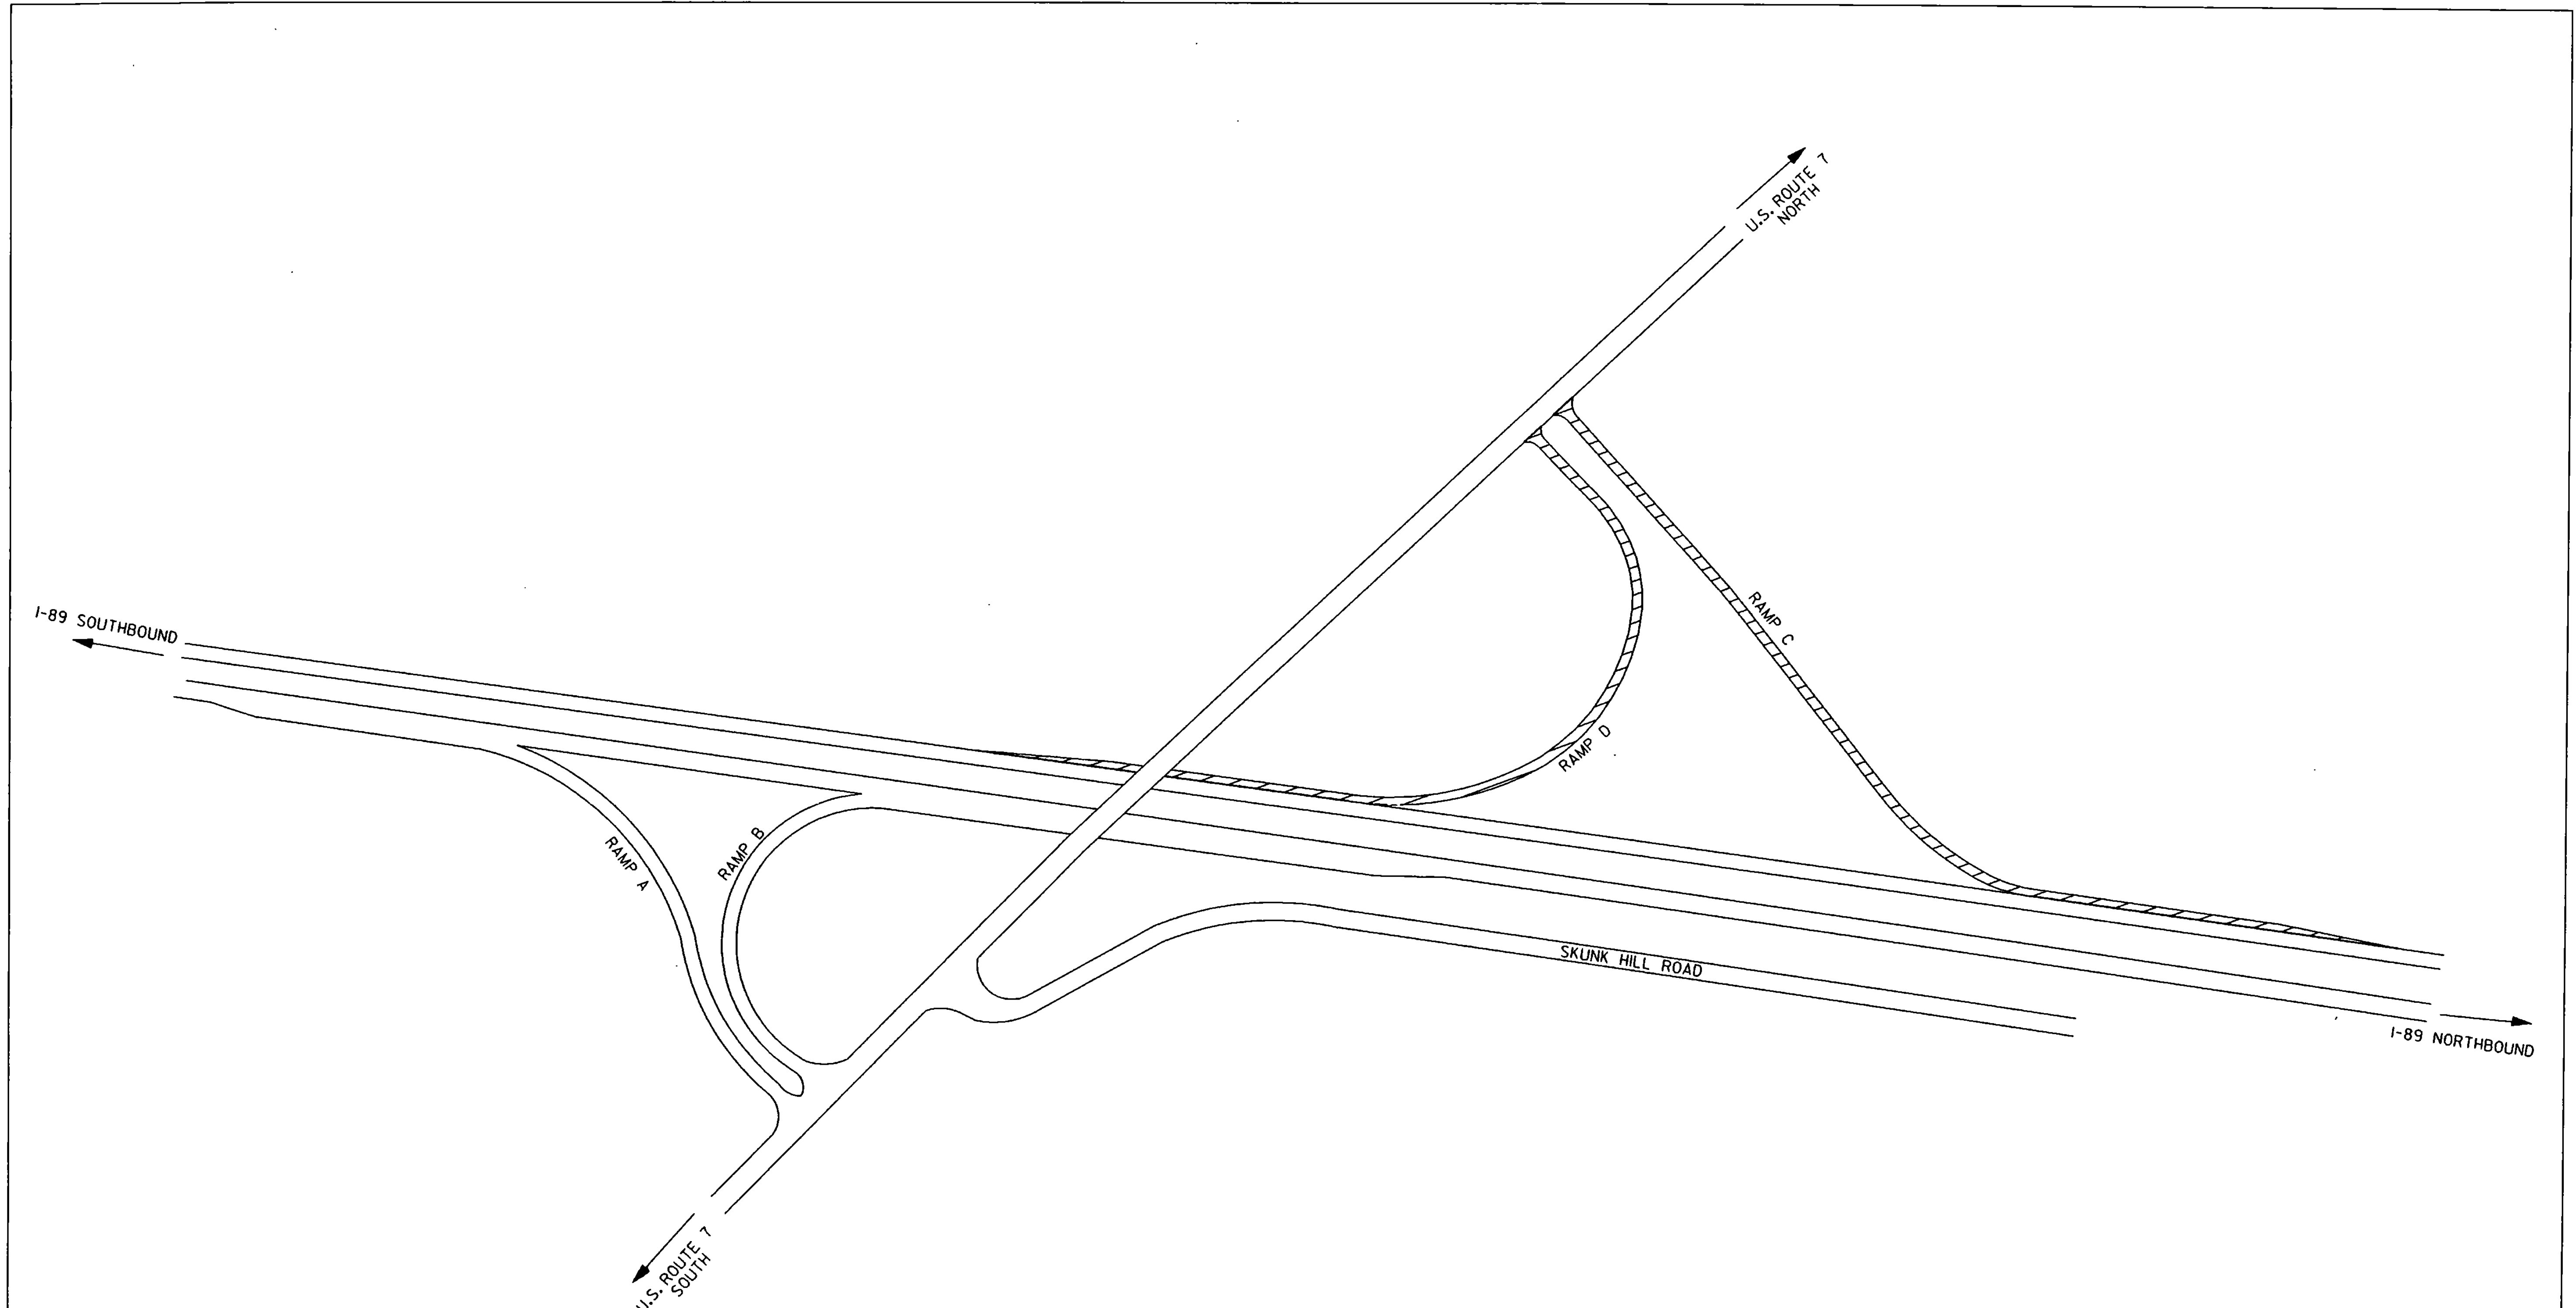 U.S. ROUTE 7
NORTH
I-89 SOUTHBOUND
RAMP C
RAMP D
RAMP B
RAMP A
SKUNK HILL ROAD
I-89 NORTHBOUND
U.S. ROUTE 7
SOUTH